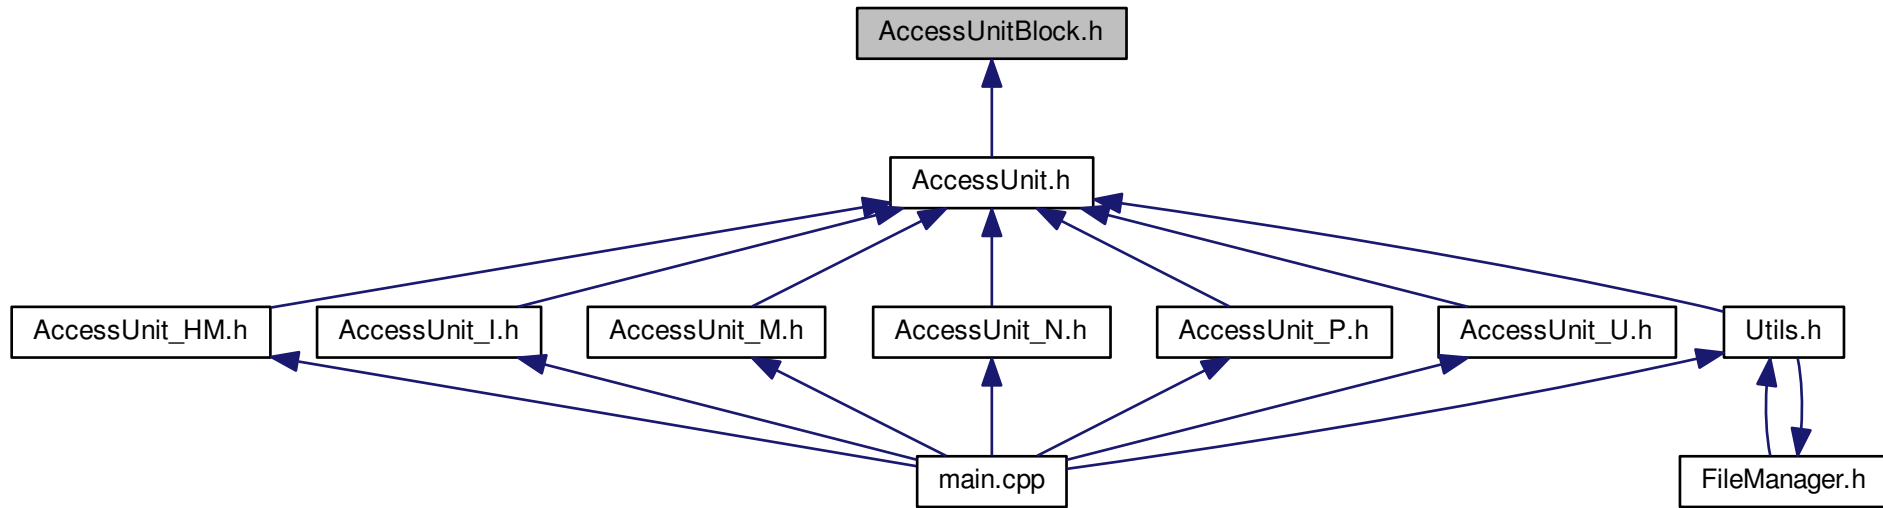 AccessUnitBlock.h
AccessUnit.h
AccessUnit_HM.h
AccessUnit_I.h
AccessUnit_M.h
AccessUnit_N.h
AccessUnit_P.h
AccessUnit_U.h
Utils.h
main.cpp
FileManager.h